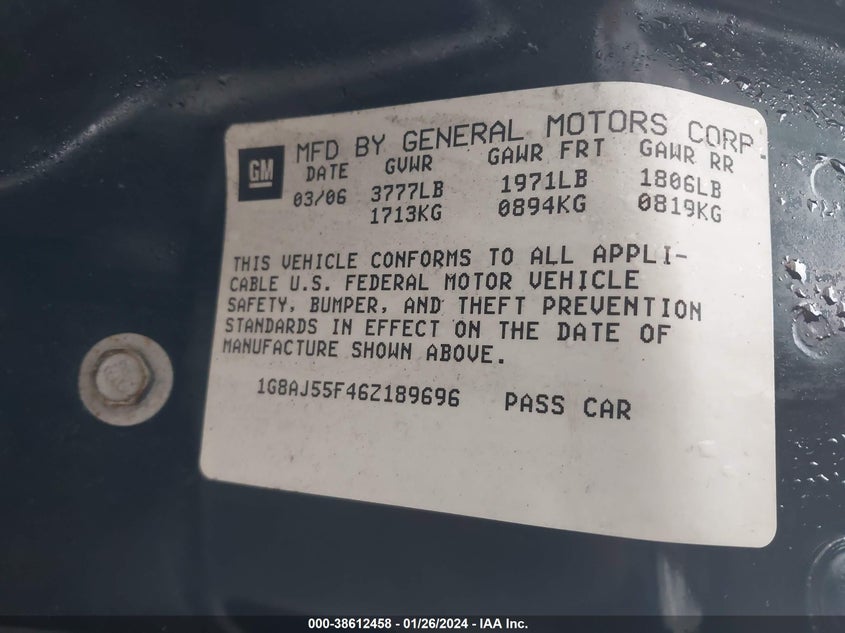 GM
MFD BY GENERAL MOTORS CORP.
DATE GVWR GAWR FRT GAWR RR
03/06 3777LB 1971LB 1806LB
1713KG 0894KG 0819KG
THIS VEHICLE CONFORMS TO ALL APPLI-
CABLE U.S. FEDERAL MOTOR VEHICLE
SAFETY, BUMPER, AND THEFT PREVENTION
STANDARDS IN EFFECT ON THE DATE OF
MANUFACTURE SHOWN ABOVE.
1G8AJ55F46Z189696 PASS CAR
000-38612458 - 01/26/2024 - IAA Inc.